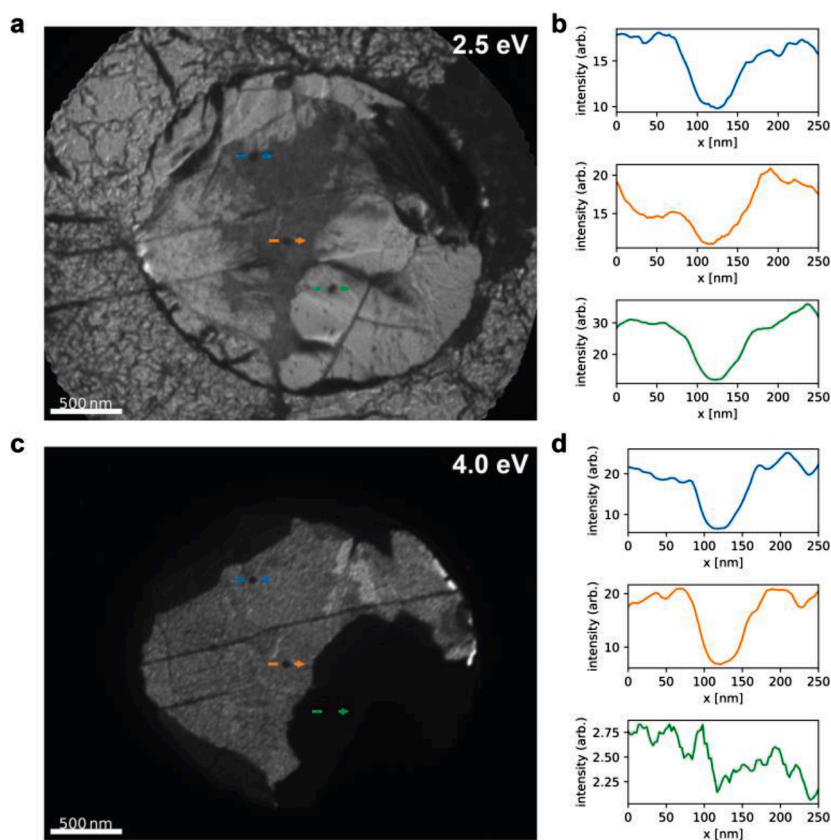 a
2.5 eV
500 nm
b
intensity (arb.)
15
10
0 50 100 150 200 250
x [nm]
intensity (arb.)
20
15
0 50 100 150 200 250
x [nm]
intensity (arb.)
30
20
0 50 100 150 200 250
x [nm]
c
4.0 eV
500 nm
d
intensity (arb.)
20
10
0 50 100 150 200 250
x [nm]
intensity (arb.)
20
10
0 50 100 150 200 250
x [nm]
intensity (arb.)
2.75
2.50
2.25
0 50 100 150 200 250
x [nm]